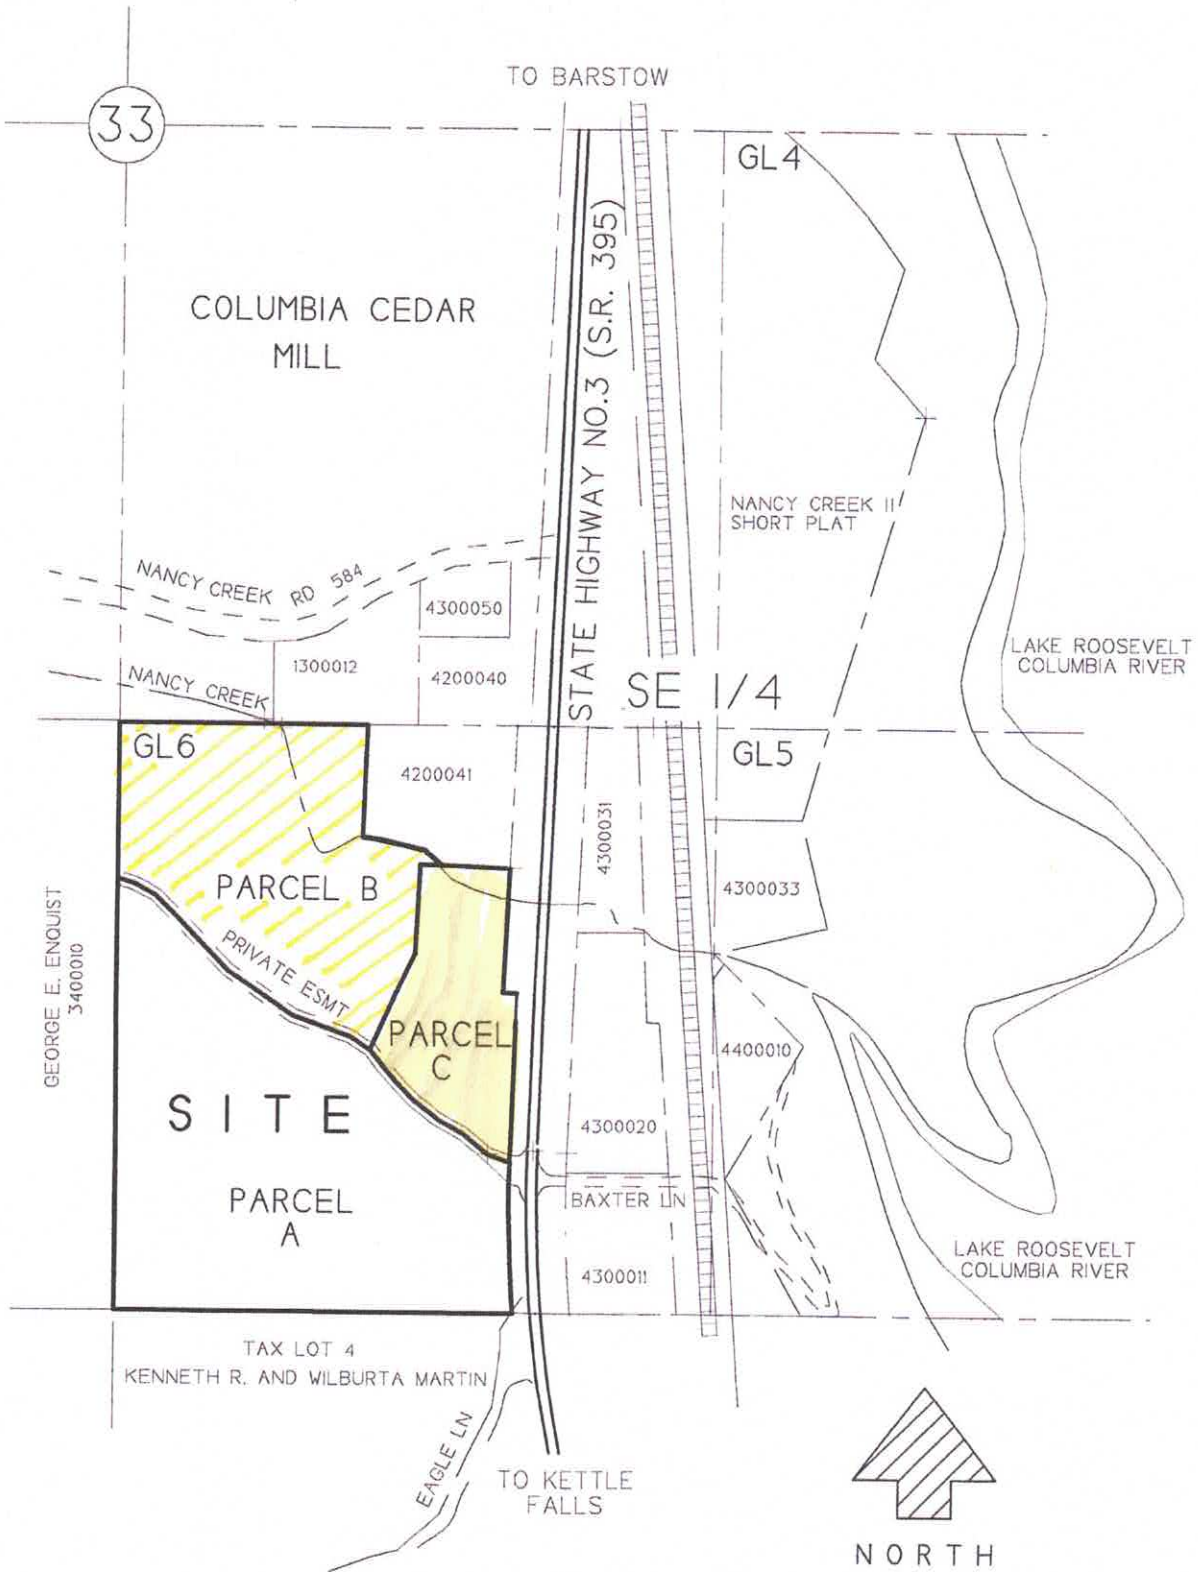 TO BARSTOW
33
GL4
COLUMBIA CEDAR
MILL
STATE HIGHWAY NO.3 (S.R. 395)
NANCY CREEK II
SHORT PLAT
NANCY CREEK RD 584
4300050
LAKE ROOSEVELT
COLUMBIA RIVER
1300012
4200040
NANCY CREEK
SE 1/4
GL6
GL5
4200041
4300031
PARCEL B
4300033
GEORGE E. ENQUIST
3400010
PRIVATE ESMT
PARCEL
C
4400010
SITE
4300020
PARCEL
A
BAXTER LN
LAKE ROOSEVELT
COLUMBIA RIVER
4300011
TAX LOT 4
KENNETH R. AND WILBURTA MARTIN
EAGLE LN
TO KETTLE
FALLS
NORTH